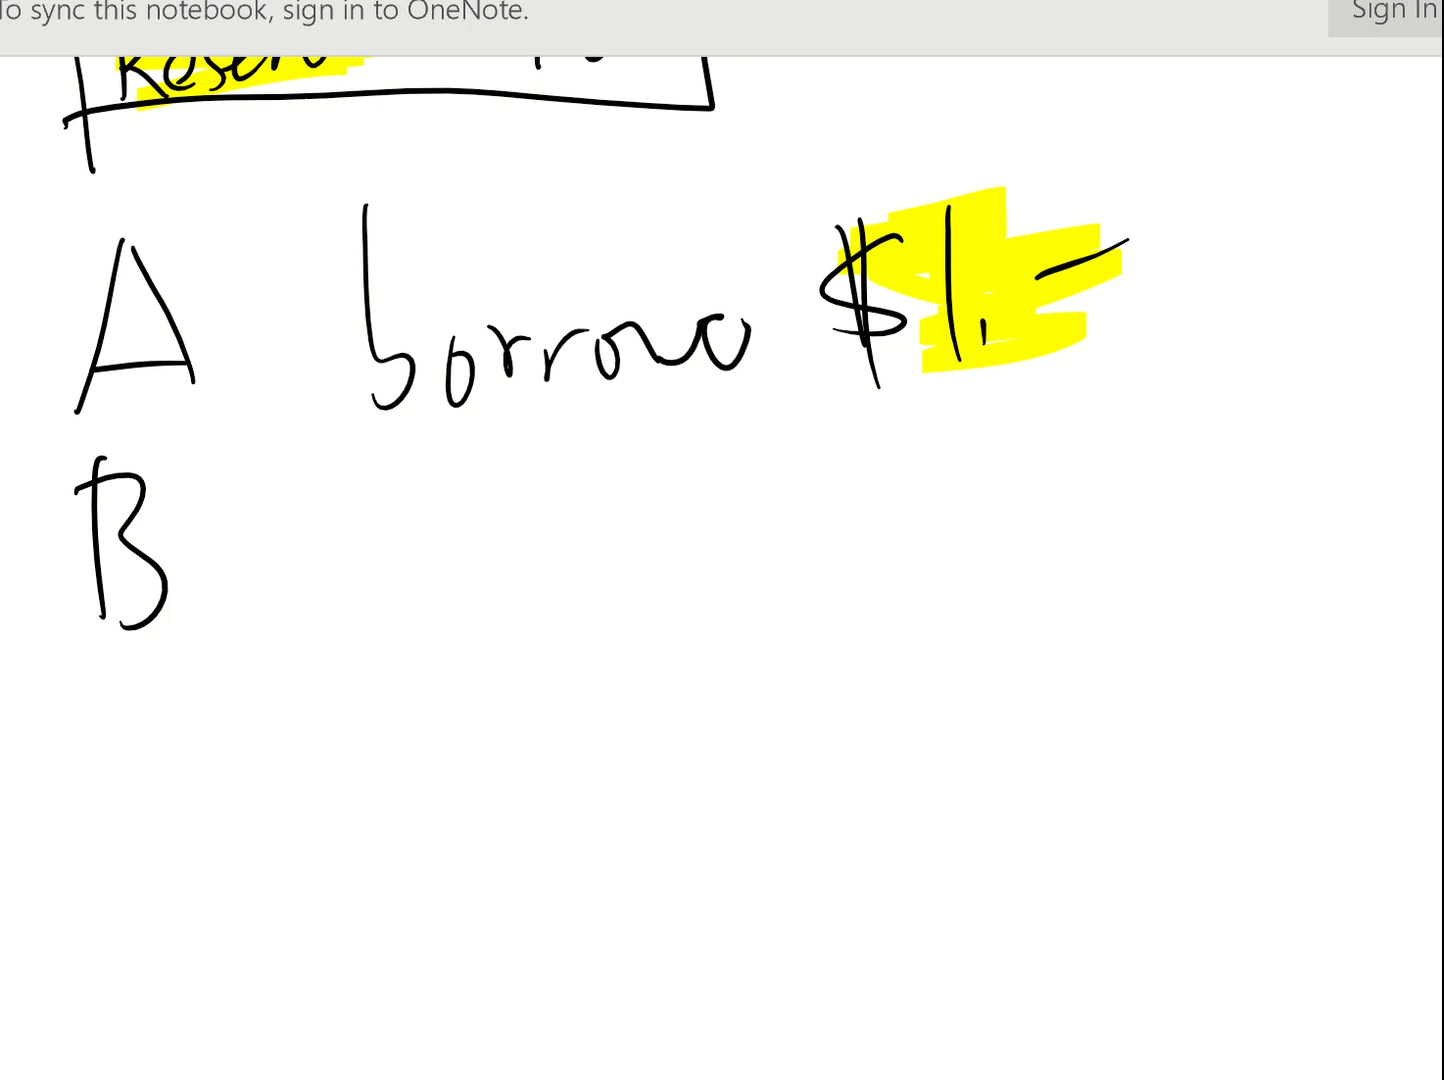 To sync this notebook, sign in to OneNote. Sign In
A borrow $1.-
B